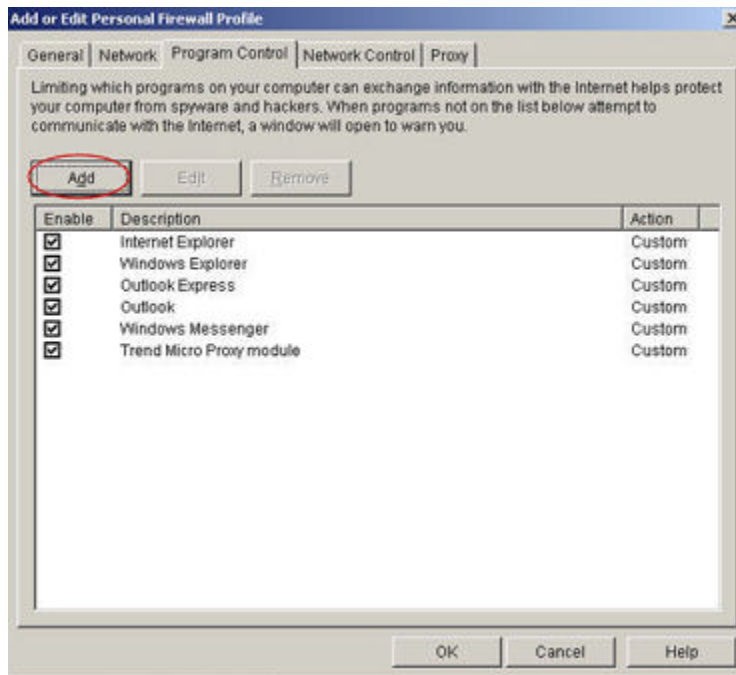 Add or Edit Personal Firewall Profile
General Network Program Control Network Control Proxy
Limiting which programs on your computer can exchange information with the Internet helps protect
your computer from spyware and hackers. When programs not on the list below attempt to
communicate with the Internet, a window will open to warn you.
Add Edit Remove
Enable Description Action
Internet Explorer Custom
Windows Explorer Custom
Outlook Express Custom
Outlook Custom
Windows Messenger Custom
Trend Micro Proxy module Custom
OK Cancel Help